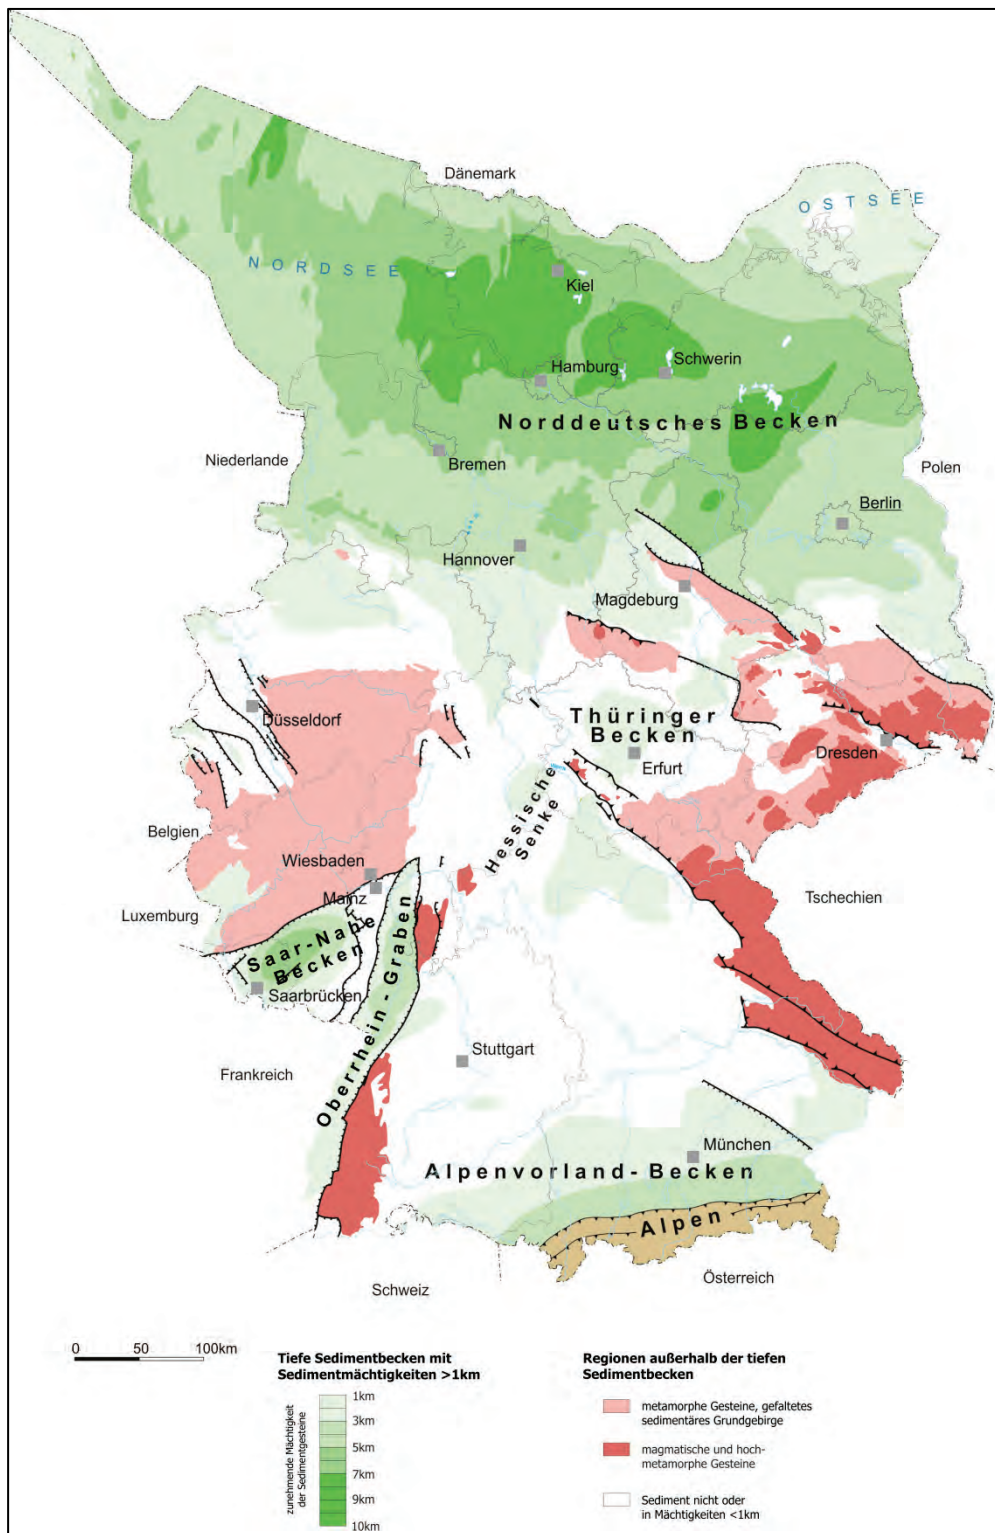 Dänemark
OSTSEE
NORDSEE
Kiel
Hamburg
Schwerin
Norddeutsches Becken
Niederlande
Bremen
Polen
Berlin
Hannover
Magdeburg
Düsseldorf
Thüringer
Becken
Dresden
Erfurt
Hessische
Senke
Belgien
Wiesbaden
Mainz
Tschechien
Luxemburg
Saar-Nahe
Becken
Saarbrücken
Oberrhein-Graben
Stuttgart
Frankreich
München
Alpenvorland-Becken
Alpen
Österreich
Schweiz
0 50 100km
Tiefe Sedimentbecken mit
Sedimentmächtigkeiten >1km
zunehmende Mächtigkeit
der Sedimentgesteine
1km
3km
5km
7km
9km
10km
Regionen außerhalb der tiefen
Sedimentbecken
metamorphe Gesteine, gefaltetes
sedimentäres Grundgebirge
magmatische und hoch-
metamorphe Gesteine
Sediment nicht oder
in Mächtigkeiten <1km